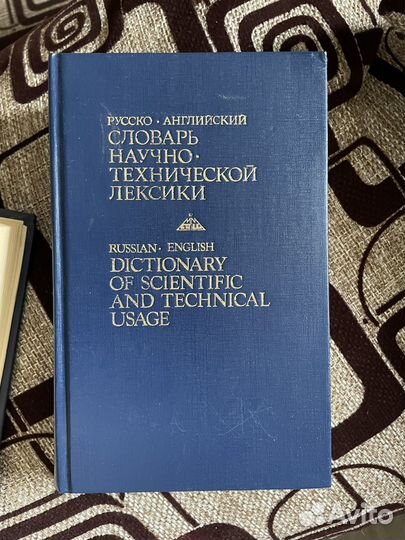 РУССКО · АНГЛИЙСКИЙ
СЛОВАРЬ
НАУЧНО ·
ТЕХНИЧЕСКОЙ
ЛЕКСИКИ
RUSSIAN · ENGLISH
DICTIONARY
OF SCIENTIFIC
AND TECHNICAL
USAGE
Avito